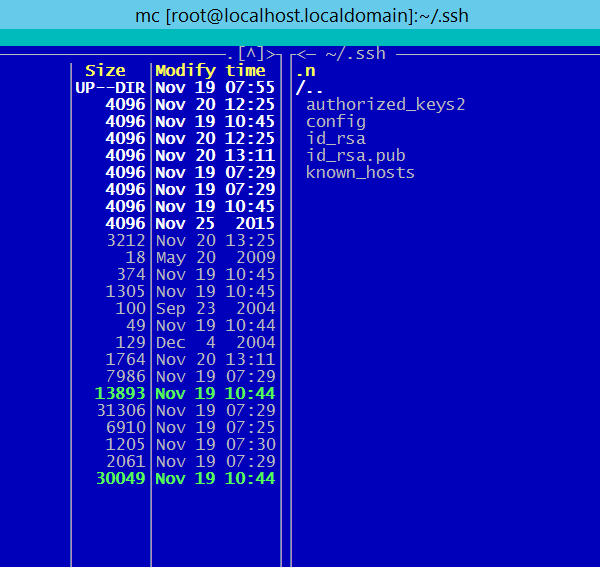 mc [root@localhost.localdomain]:~/.ssh
.[^]> <— ~/.ssh
Size Modify time .n
UP--DIR Nov 19 07:55 /..
4096 Nov 20 12:25 authorized_keys2
4096 Nov 19 10:45 config
4096 Nov 20 12:25 id_rsa
4096 Nov 20 13:11 id_rsa.pub
4096 Nov 19 07:29 known_hosts
4096 Nov 19 07:29
4096 Nov 19 10:45
4096 Nov 25 2015
3212 Nov 20 13:25
18 May 20 2009
374 Nov 19 10:45
1305 Nov 19 10:45
100 Sep 23 2004
49 Nov 19 10:44
129 Dec 4 2004
1764 Nov 20 13:11
7986 Nov 19 07:29
13893 Nov 19 10:44
31306 Nov 19 07:29
6910 Nov 19 07:25
1205 Nov 19 07:30
2061 Nov 19 07:29
30049 Nov 19 10:44